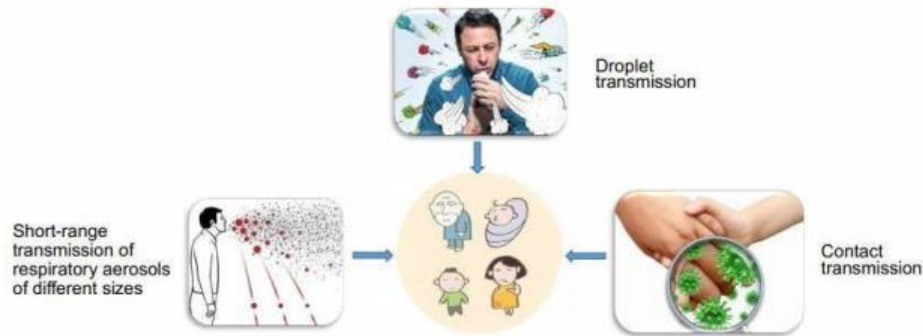 Droplet
transmission
Short-range
transmission of
respiratory aerosols
of different sizes
Contact
transmission